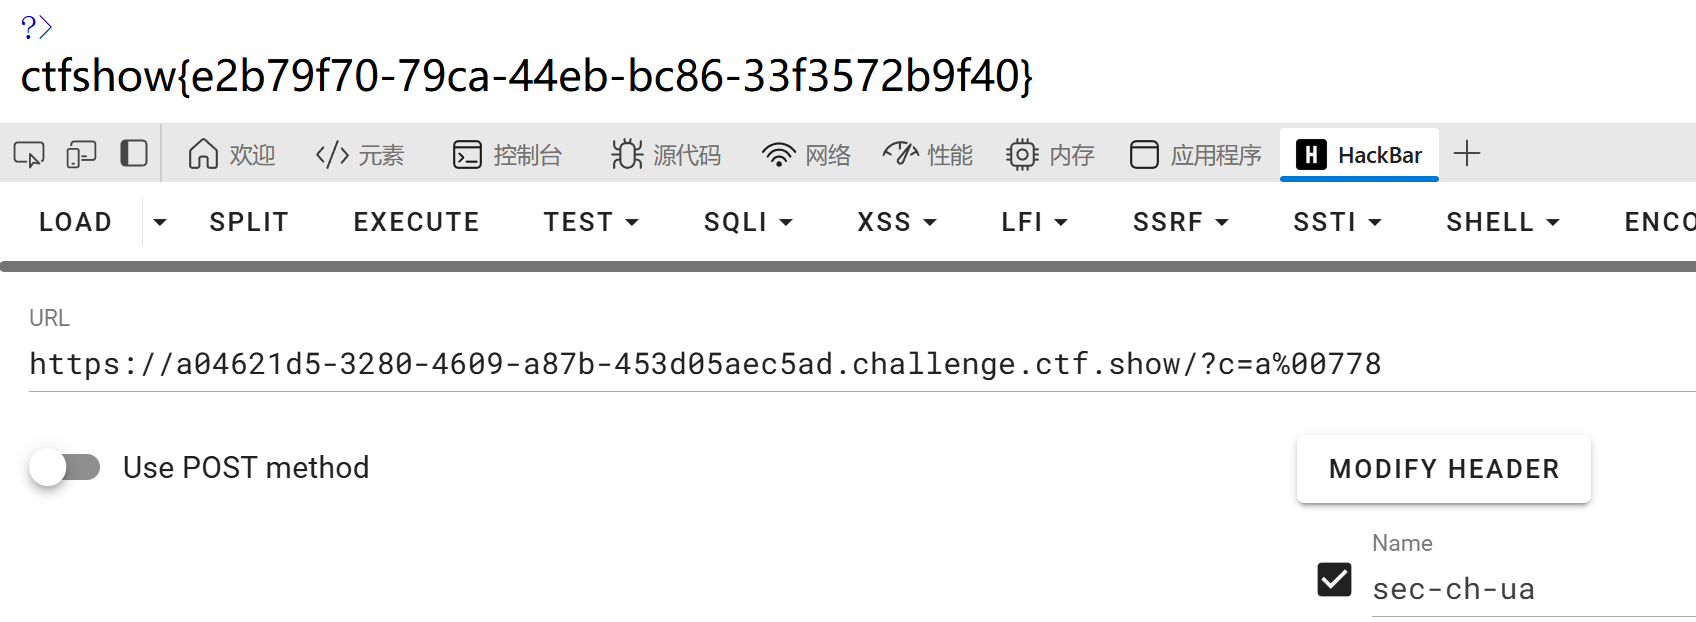 ?>
ctfshow{e2b79f70-79ca-44eb-bc86-33f3572b9f40}
欢迎 </> 元素 控制台 源代码 网络 性能 内存 应用程序 H HackBar
LOAD SPLIT EXECUTE TEST SQLI XSS LFI SSRF SSTI SHELL ENCO
URL
https://a04621d5-3280-4609-a87b-453d05aec5ad.challenge.ctf.show/?c=a%00778
Use POST method MODIFY HEADER
Name
sec-ch-ua